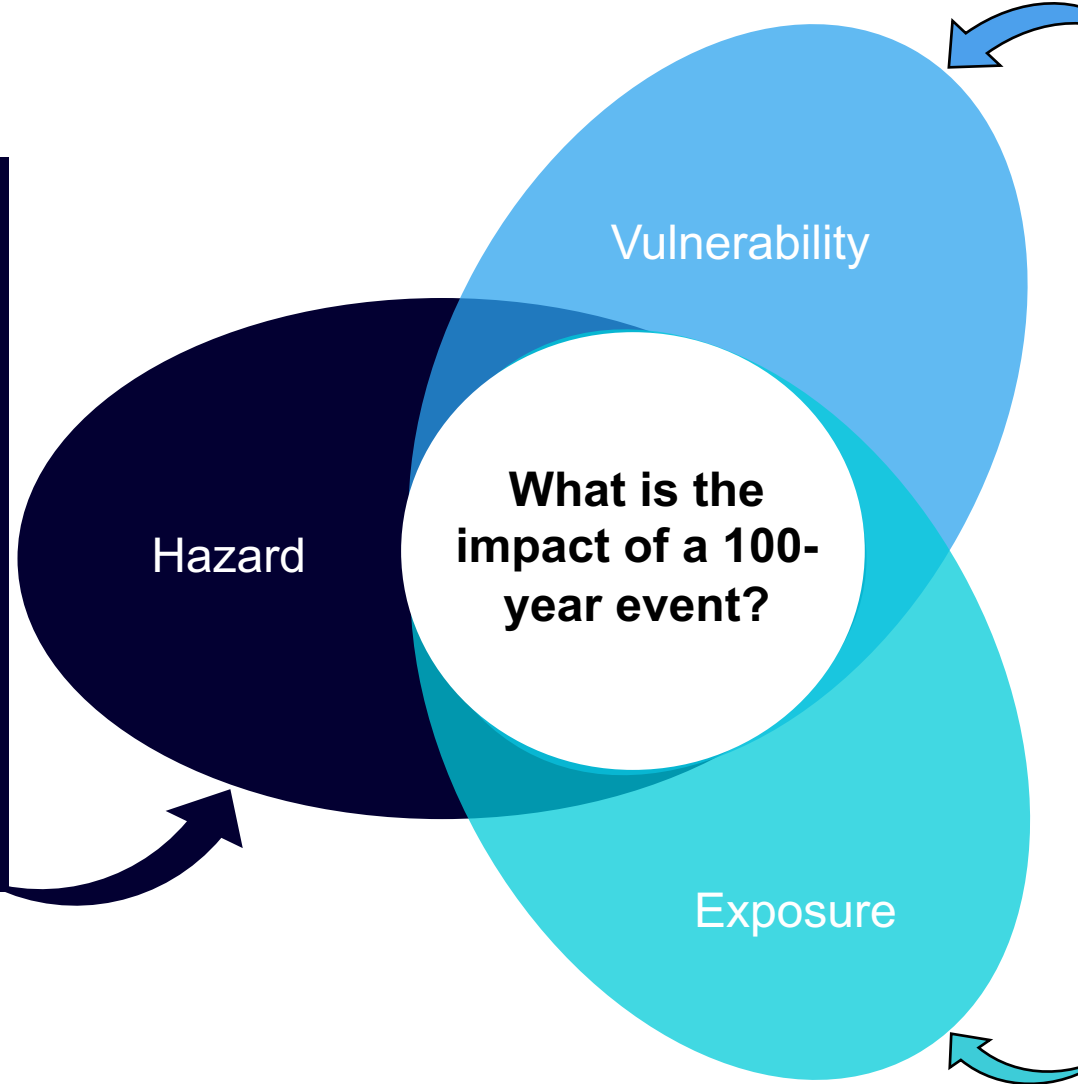 Vulnerability
Hazard
What is the
impact of a 100-
year event?
Exposure